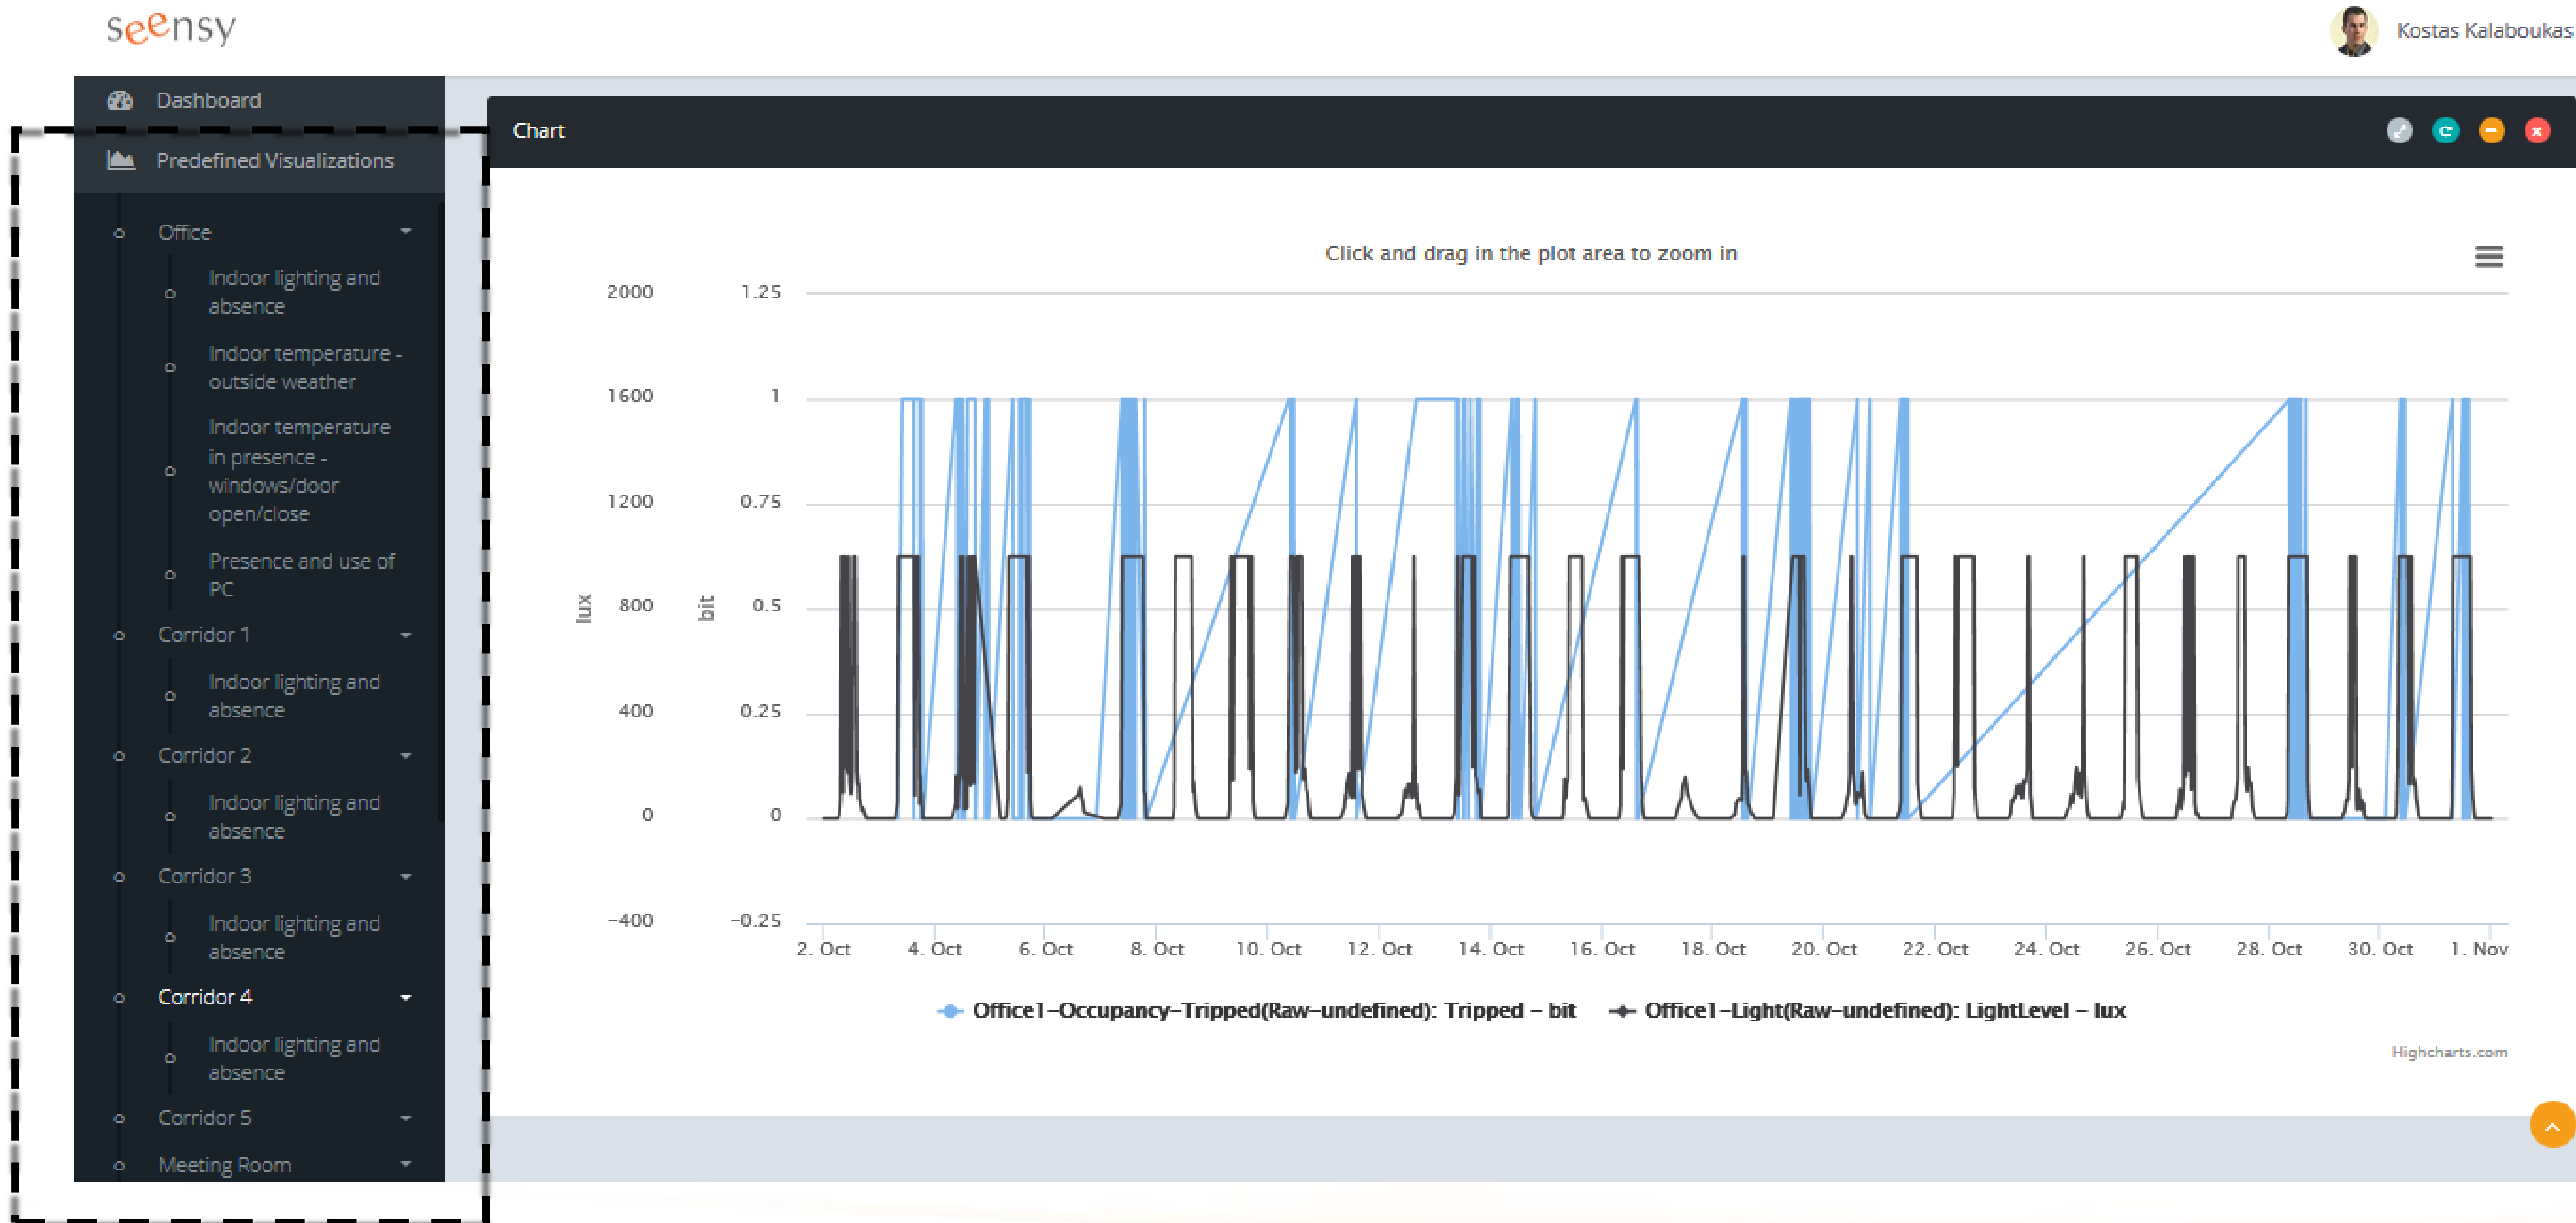 seensy
Kostas Kalaboukas
Dashboard
Predefined Visualizations
Office
Indoor lighting and
absence
Indoor temperature -
outside weather
Indoor temperature
in presence -
windows/door
open/close
Presence and use of
PC
Corridor 1
Indoor lighting and
absence
Corridor 2
Indoor lighting and
absence
Corridor 3
Indoor lighting and
absence
Corridor 4
Indoor lighting and
absence
Corridor 5
Meeting Room
Chart
Click and drag in the plot area to zoom in
2000 1.25
1600 1
1200 0.75
800 0.5
400 0.25
0 0
−400 −0.25
lux
bit
2. Oct 4. Oct 6. Oct 8. Oct 10. Oct 12. Oct 14. Oct 16. Oct 18. Oct 20. Oct 22. Oct 24. Oct 26. Oct 28. Oct 30. Oct 1. Nov
Office1-Occupancy-Tripped(Raw-undefined): Tripped - bit Office1-Light(Raw-undefined): LightLevel - lux
Highcharts.com